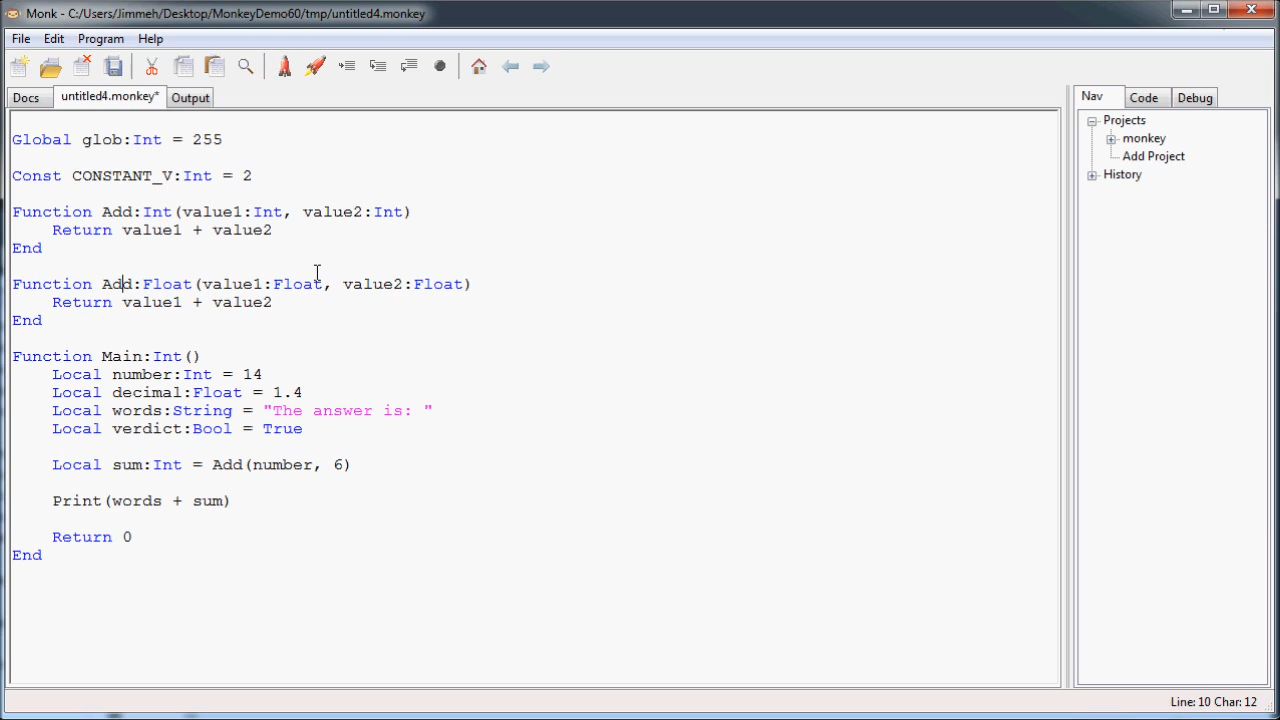 Monk - C:/Users/Jimmeh/Desktop/MonkeyDemo60/tmp/untitled4.monkey
File Edit Program Help
Docs untitled4.monkey* Output
Nav Code Debug
Projects
monkey
Add Project
History
Global glob:Int = 255
Const CONSTANT_V:Int = 2
Function Add:Int(value1:Int, value2:Int)
Return value1 + value2
End
Function Add:Float(value1:Float, value2:Float)
Return value1 + value2
End
Function Main:Int()
Local number:Int = 14
Local decimal:Float = 1.4
Local words:String = "The answer is: "
Local verdict:Bool = True
Local sum:Int = Add(number, 6)
Print(words + sum)
Return 0
End
Line: 10 Char: 12